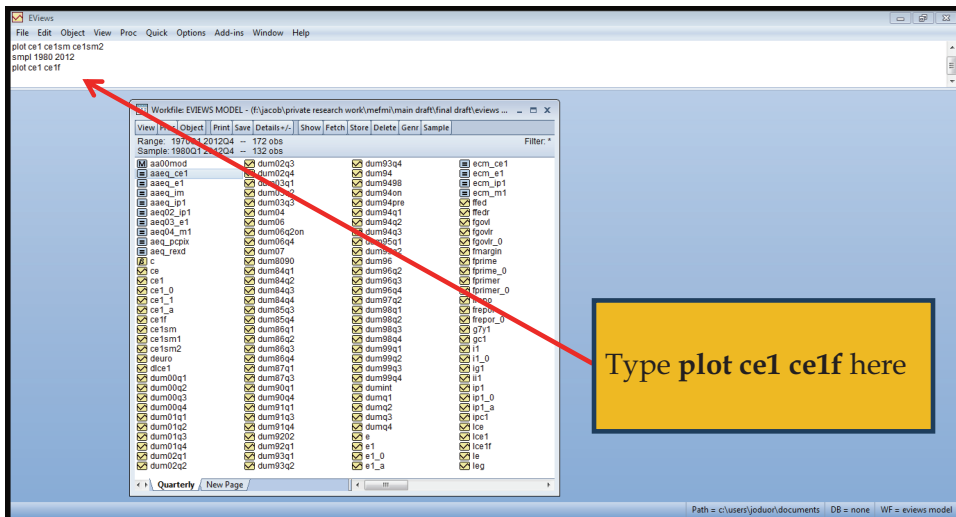 EViews
File Edit Object View Proc Quick Options Add-ins Window Help
plot ce1 ce1sm ce1sm2
smpl 1980 2012
plot ce1 ce1f
Workfile: EVIEWS MODEL - (f:\jacob\private research work\mefmi\main draft\final draft\eviews ...
View Proc Object Print Save Details+/- Show Fetch Store Delete Genr Sample
Range: 1970Q1 2012Q4 -- 172 obs Filter: *
Sample: 1980Q1 2012Q4 -- 132 obs
aa00mod dum02q3 dum93q4 ecm_ce1
aaeq_ce1 dum02q4 dum94 ecm_e1
aaeq_e1 dum03q1 dum9498 ecm_ip1
aaeq_im dum03q2 dum94on ecm_m1
aaeq_ip1 dum03q3 dum94pre ffed
aeq02_ip1 dum04 dum94q1 ffedr
aeq03_e1 dum06 dum94q2 fgovl
aeq04_m1 dum06q2on dum94q3 fgovlr
aeq_pcpix dum06q4 dum95q1 fgovlr_0
aeq_rexd dum07 fmargin
c dum8090 dum96 fprime
ce dum84q1 dum96q2 fprime_0
ce1 dum84q2 dum96q3 fprimer
ce1_0 dum84q3 dum96q4 fprimer_0
ce1_1 dum84q4 dum97q2 frepo
ce1_a dum85q3 dum98q1 frepor
ce1f dum85q4 dum98q2 frepor_0
ce1sm dum86q1 dum98q3 g7y1
ce1sm1 dum86q2 dum98q4 gc1
ce1sm2 dum86q3 dum99q1 i1
deuro dum86q4 dum99q2 i1_0
dlce1 dum87q1 dum99q3 ig1
dum00q1 dum87q3 dum99q4 ii1
dum00q2 dum90q1 dumint ip1
dum00q3 dum90q4 dumq1 ip1_0
dum00q4 dum91q1 dumq2 ip1_a
dum01q1 dum91q3 dumq3 ipc1
dum01q2 dum91q4 dumq4 lce
dum01q3 dum9202 e lce1
dum01q4 dum92q1 e1 lce1f
dum02q1 dum93q1 e1_0 le
dum02q2 dum93q2 e1_a leg
Quarterly New Page
Type plot ce1 ce1f here
Path = c:\users\joduor\documents DB = none WF = eviews model